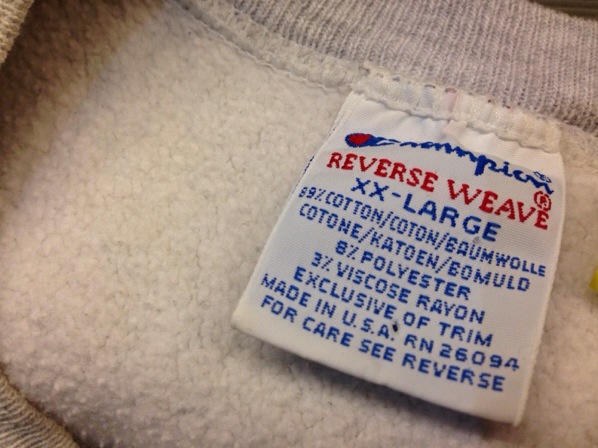 Champion®
REVERSE WEAVE®
XX-LARGE
89% COTTON/COTON/BAUMWOLLE
COTONE/KATOEN/BOMULD
8% POLYESTER
3% VISCOSE RAYON
EXCLUSIVE OF TRIM
MADE IN U.S.A. RN 26094
FOR CARE SEE REVERSE